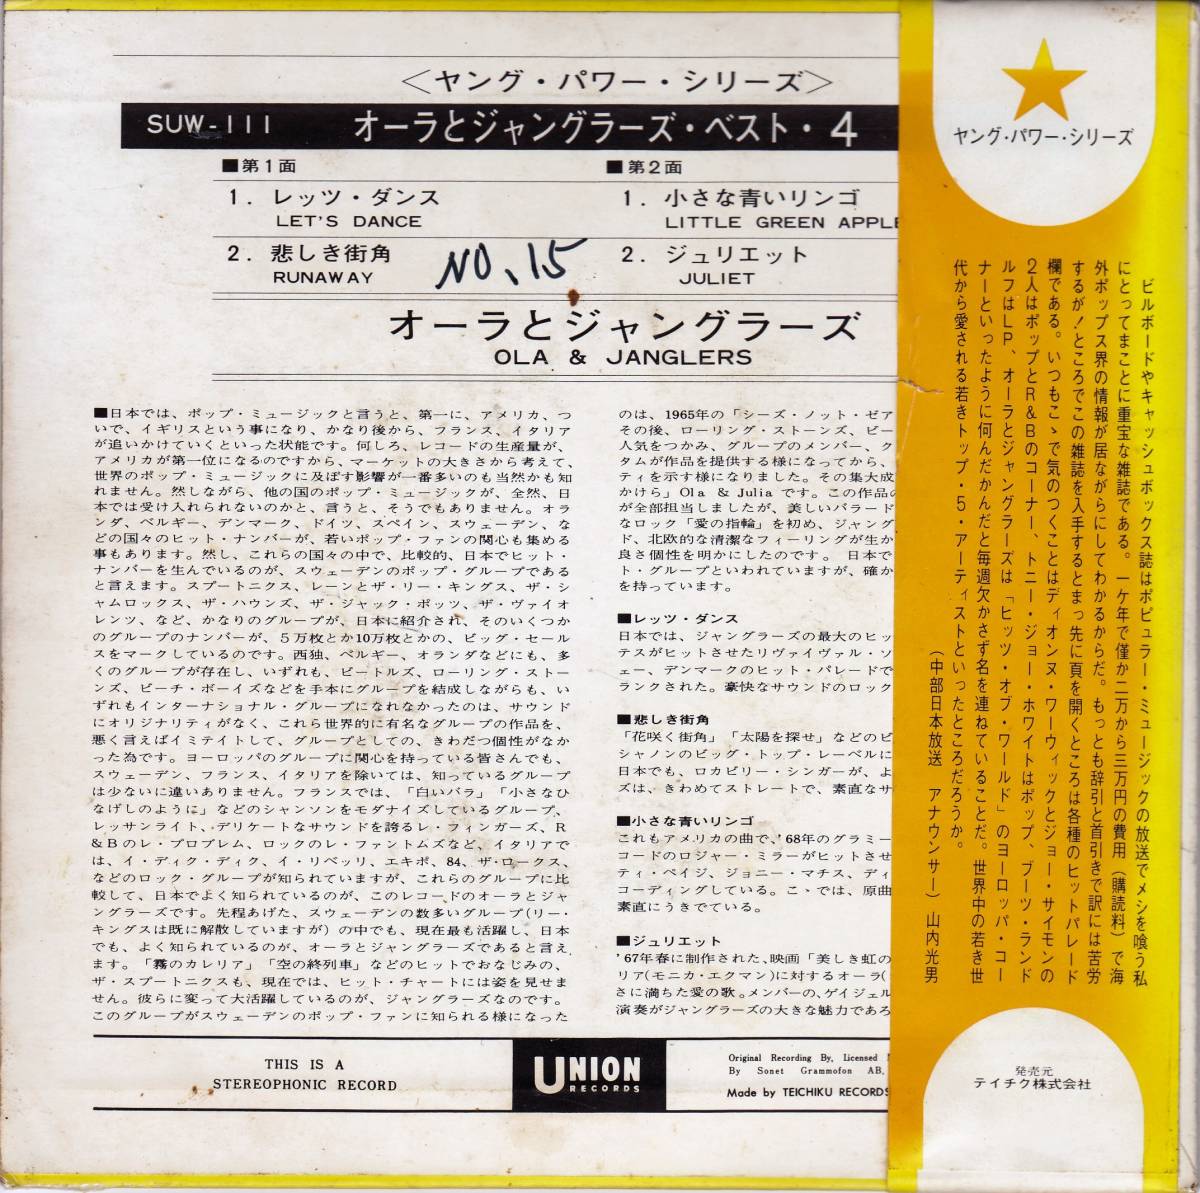 ＜ヤング・パワー・シリーズ＞
SUW-111 オーラとジャングラーズ・ベスト・4
■第1面
1. レッツ・ダンス
LET'S DANCE
2. 悲しき街角
RUNAWAY
■第2面
1. 小さな青いリンゴ
LITTLE GREEN APPLE
2. ジュリエット
JULIET
NO. 15
オーラとジャングラーズ
OLA & JANGLERS
■日本では、ポップ・ミュージックと言うと、第一に、アメリカ、つ
いで、イギリスという事になり、かなり後から、フランス、イタリア
が追いかけていくといった状態です。何しろ、レコードの生産量が、
アメリカが第一位になるのですから、マーケットの大きさから考えて、
世界のポップ・ミュージックに及ぼす影響が一番多いのも当然かも知
れません。然しながら、他の国のポップ・ミュージックが、全然、日
本では受け入れられないのかと、言うと、そうでもありません。オラ
ンダ、ベルギー、デンマーク、ドイツ、スペイン、スウェーデン、な
どの国々のヒット・ナンバーが、若いポップ・ファンの関心も集める
事もあります。然し、これらの国々の中で、比較的、日本でヒット・
ナンバーを生んでいるのが、スウェーデンのポップ・グループである
と言えます。スプートニクス、レーンとザ・リー・キングス、ザ・シ
ャムロックス、ザ・ハウンズ、ザ・ジャック・ポッツ、ザ・ヴァイオ
レンツ、など、かなりのグループが、日本に紹介され、そのいくつか
のグループのナンバーが、５万枚とか10万枚とかの、ビッグ・セール
スをマークしているのです。西独、ベルギー、オランダなどにも、多
くのグループが存在し、いずれも、ビートルズ、ローリング・ストー
ンズ、ビーチ・ボーイズなどを手本にグループを結成しながらも、い
ずれもインターナショナル・グループになれなかったのは、サウンド
にオリジナリティがなく、これら世界的に有名なグループの作品を、
悪く言えばイミテイトして、グループとしての、きわだつ個性がなか
った為です。ヨーロッパのグループに関心を持っている皆さんでも、
スウェーデン、フランス、イタリアを除いては、知っているグループ
は少ないに違いありません。フランスでは、「白いバラ」「小さなひ
なげしのように」などのシャンソンをモダナイズしているグループ、
レッサンライト、デリケートなサウンドを誇るレ・フィンガーズ、R
&Bのレ・プロブレム、ロックのレ・ファントムズなど、イタリアで
は、イ・ディク・ディク、イ・リベッリ、エキポ、84、ザ・ロークス、
などのロック・グループが知られていますが、これらのグループに比
較して、日本でよく知られているのが、このレコードのオーラとジャ
ングラーズです。先程あげた、スウェーデンの数多いグループ(リー・
キングスは既に解散していますが)の中でも、現在最も活躍し、日本
でも、よく知られているのが、オーラとジャングラーズであると言え
ます。「霧のカレリア」「空の終列車」などのヒットでおなじみの、
ザ・スプートニクスも、現在では、ヒット・チャートには姿を見せま
せん。彼らに変って大活躍しているのが、ジャングラーズなのです。
このグループがスウェーデンのポップ・ファンに知られる様になった
のは、1965年の「シーズ・ノット・ゼア
その後、ローリング・ストーンズ、ビー
人気をつかみ、グループのメンバー、ク
タムが作品を提供する様になってから、
ティを示す様になりました。その集大成
かけら」Ola & Julia です。この作品の
が全部担当しましたが、美しいバラード
なロック「愛の指輪」を初め、ジャング
ド、北欧的な清潔なフィーリングが生か
良さ個性を明かにしたのです。 日本で
ト・グループといわれていますが、確か
を持っています。
■レッツ・ダンス
日本では、ジャングラーズの最大のヒッ
テスがヒットさせたリヴァイヴァル・ソ
ェー、デンマークのヒット・パレードで
ランクされた。豪快なサウンドのロック
■悲しき街角
「花咲く街角」「太陽を探せ」などのビ
シャノンのビッグ・トップ・レーベルに
日本でも、ロカビリー・シンガーが、よ
ズは、きわめてストレートで、素直なサ
■小さな青いリンゴ
これもアメリカの曲で、'68年のグラミー
コードのロジャー・ミラーがヒットさせ
ティ・ペイジ、ジョニー・マチス、ディ
コーディングしている。こゝでは、原曲
素直にうきでている。
■ジュリエット
'67年春に制作された、映画「美しき虹の
リア(モニカ・エクマン)に対するオーラ(
さに満ちた愛の歌。メンバーの、ゲイジェル
演奏がジャングラーズの大きな魅力であろ
THIS IS A
STEREOPHONIC RECORD
UNION
RECORDS
Original Recording By, Licensed
By Sonet Grammofon AB,
Made by TEICHIKU RECORDS
ヤング・パワー・シリーズ
ビルボードやキャッシュボックス誌はポピュラー・ミュージックの放送でメシを喰う私
にとってまことに重宝な雑誌である。一ケ年で僅か二万から三万円の費用（購読料）で海
外ポップス界の情報が居ながらにしてわかるからだ。もっとも辞引と首引きで訳には苦労
するが！ところでこの雑誌を入手するとまっ先に頁を開くところは各種のヒットパレード
欄である。いつもこゝで気のつくことはディオンヌ・ワーウィックとジョー・サイモンの
２人はポップとＲ＆Ｂのコーナー、トニー・ジョー・ホワイトはポップ、ブーツ・ランド
ルフはＬＰ、オーラとジャングラーズは「ヒッツ・オブ・ワールド」のヨーロッパ・コー
ナーといったように何んだかんだと毎週欠かさず名を連ねていることだ。世界中の若き世
代から愛される若きトップ・５・アーティストといったところだろうか。
（中部日本放送 アナウンサー） 山内光男
発売元
テイチク株式会社